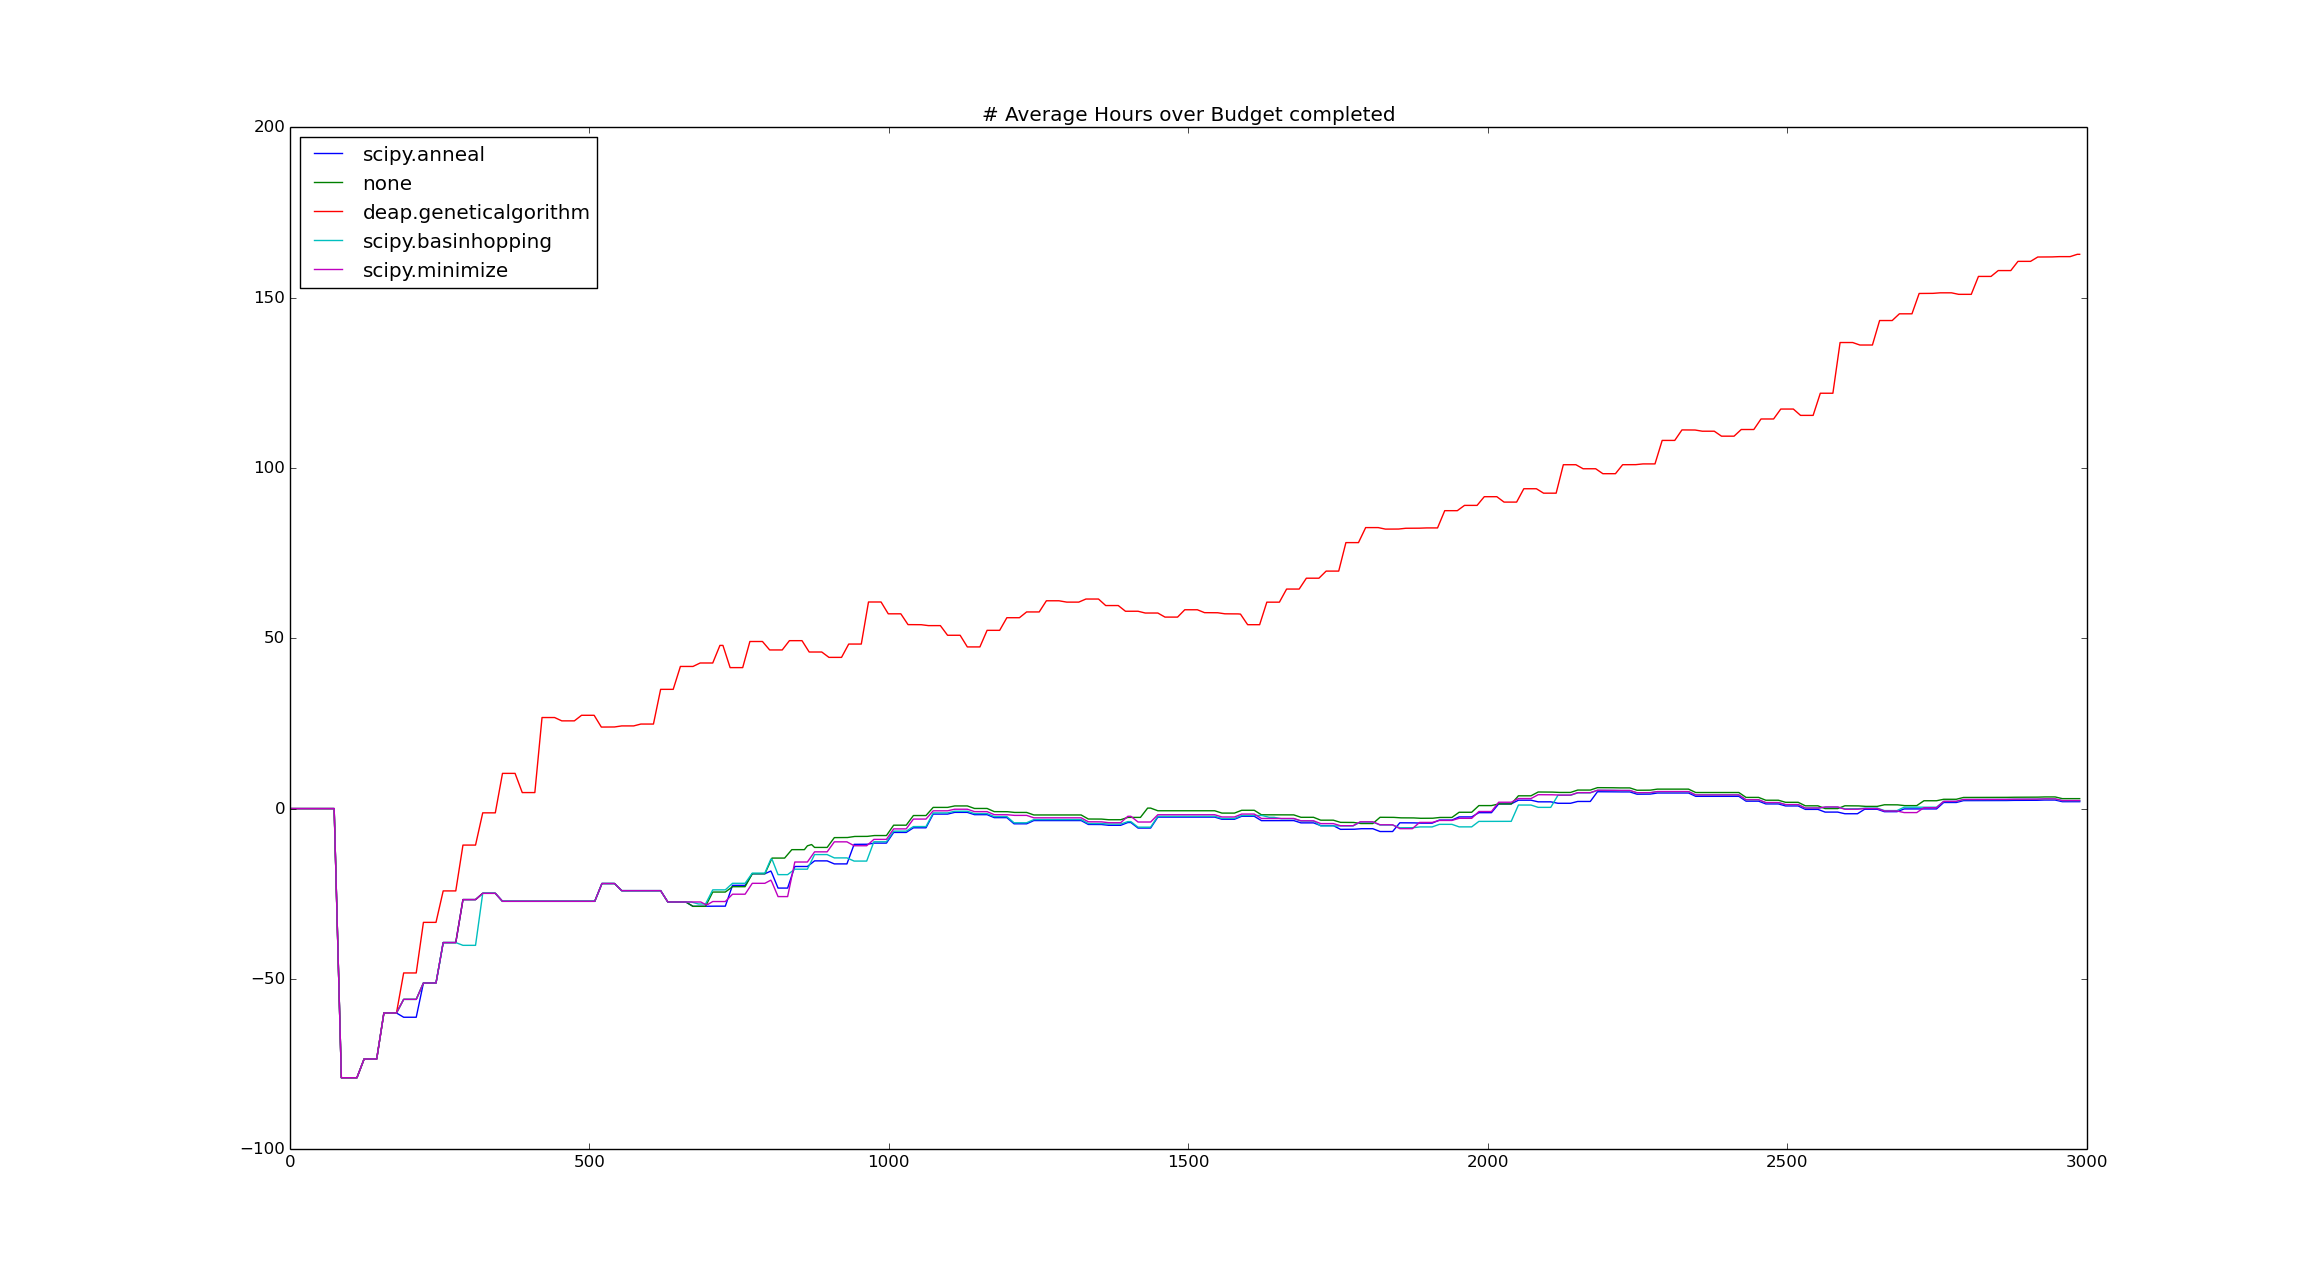 # Average Hours over Budget completed
200
150
100
50
0
−50
−100
scipy.anneal
none
deap.geneticalgorithm
scipy.basinhopping
scipy.minimize
0 500 1000 1500 2000 2500 3000